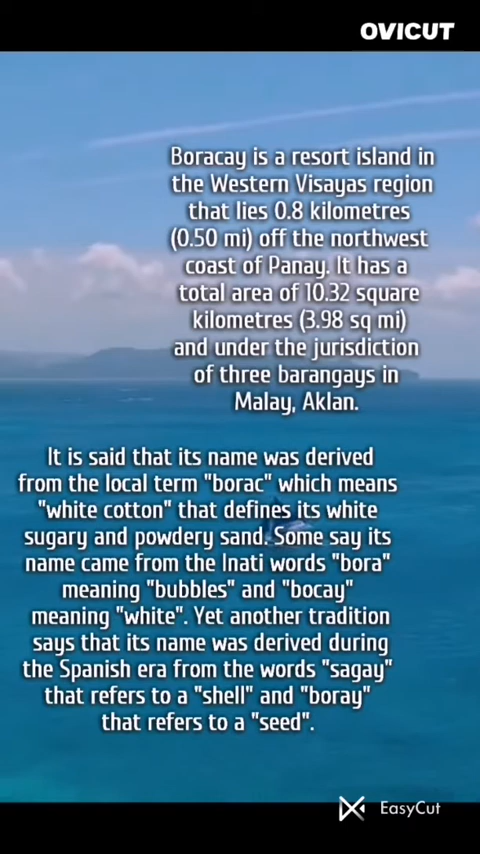 OVICUT
Boracay is a resort island in
the Western Visayas region
that lies 0.8 kilometres
(0.50 mi) off the northwest
coast of Panay. It has a
total area of 10.32 square
kilometres (3.98 sq mi)
and under the jurisdiction
of three barangays in
Malay, Aklan.
It is said that its name was derived
from the local term "borac" which means
"white cotton" that defines its white
sugary and powdery sand. Some say its
name came from the Inati words "bora"
meaning "bubbles" and "bocay"
meaning "white". Yet another tradition
says that its name was derived during
the Spanish era from the words "sagay"
that refers to a "shell" and "boray"
that refers to a "seed".
EasyCut